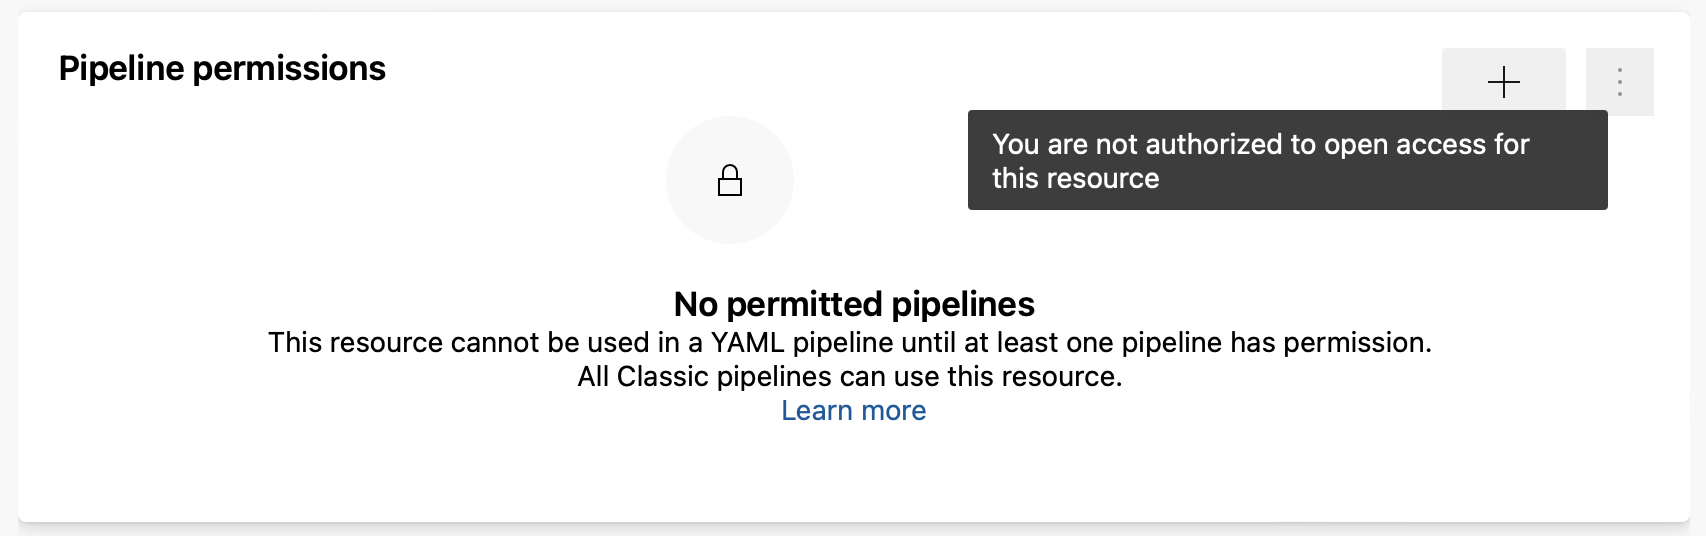 Pipeline permissions
You are not authorized to open access for
this resource
No permitted pipelines
This resource cannot be used in a YAML pipeline until at least one pipeline has permission.
All Classic pipelines can use this resource.
Learn more